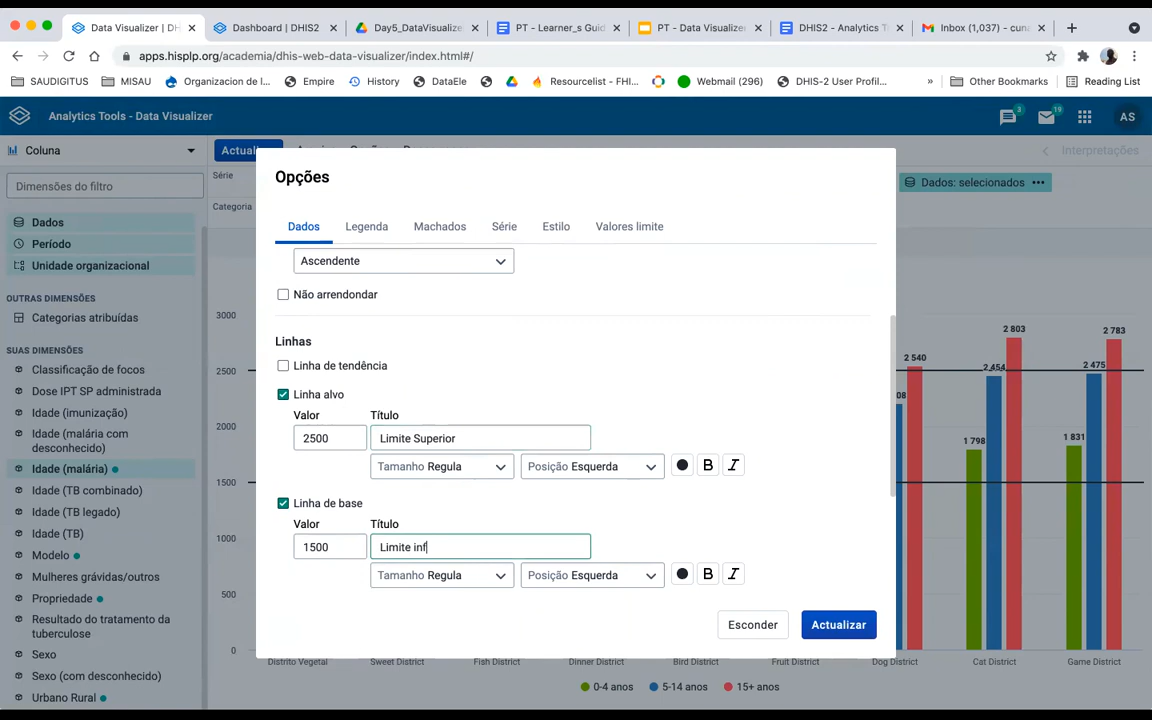 Data Visualizer | DH
Dashboard | DHIS2
Day5_DataVisualize
PT - Learner_s Guid
PT - Data Visualize
DHIS2 - Analytics T
Inbox (1,037) - cuna
apps.hisplp.org/academia/dhis-web-data-visualizer/index.html#/
SAUDIGITUS
MISAU
Organizacion de I...
Empire
History
DataEle
Resourcelist - FHI...
Webmail (296)
DHIS-2 User Profil...
»
Other Bookmarks
Reading List
Analytics Tools - Data Visualizer
3
19
AS
Coluna
Actuali
Interpretações
Série
Dados: selecionados
Dimensões do filtro
Categoria
Dados
Período
Unidade organizacional
OUTRAS DIMENSÕES
Categorias atribuídas
SUAS DIMENSÕES
Classificação de focos
Dose IPT SP administrada
Idade (imunização)
Idade (malária com
desconhecido)
Idade (malária)
Idade (TB combinado)
Idade (TB legado)
Idade (TB)
Modelo
Mulheres grávidas/outros
Propriedade
Resultado do tratamento da
tuberculose
Sexo
Sexo (com desconhecido)
Urbano Rural
Opções
Dados
Legenda
Machados
Série
Estilo
Valores limite
Ascendente
Não arredondar
Linhas
Linha de tendência
Linha alvo
Valor
Título
2500
Limite Superior
Tamanho Regula
Posição Esquerda
B
I
Linha de base
Valor
Título
1500
Limite inf
Tamanho Regula
Posição Esquerda
B
I
Esconder
Actualizar
3000
2500
2000
1500
1000
500
0
08
2 540
1 798
2,454
2 803
1 831
2 475
2 783
Distrito Vegetal
Sweet District
Fish District
Dinner District
Bird District
Fruit District
Dog District
Cat District
Game District
0-4 anos
5-14 anos
15+ anos